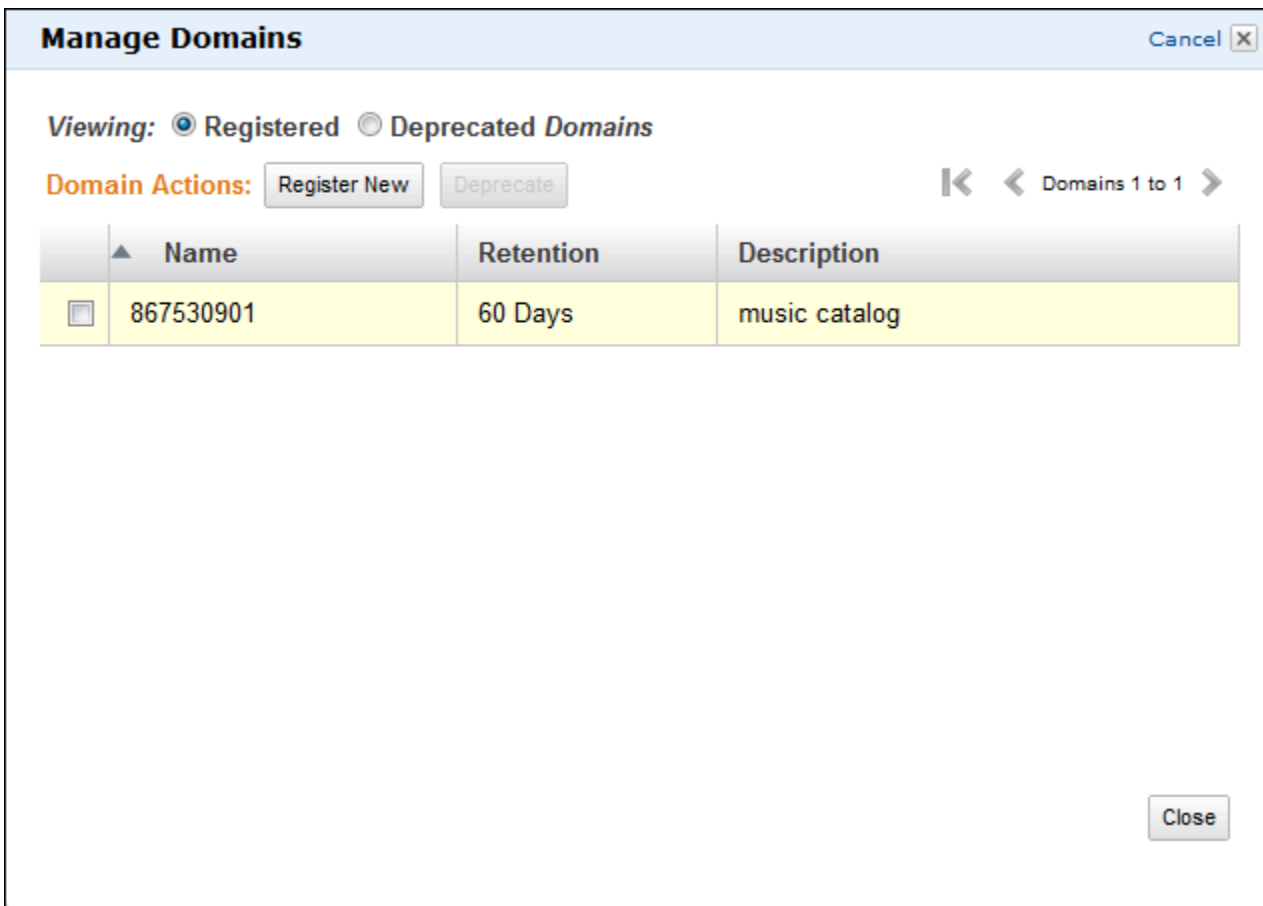 Manage Domains
Cancel
Viewing: Registered Deprecated Domains
Domain Actions: Register New Deprecate Domains 1 to 1
Name Retention Description
867530901 60 Days music catalog
Close